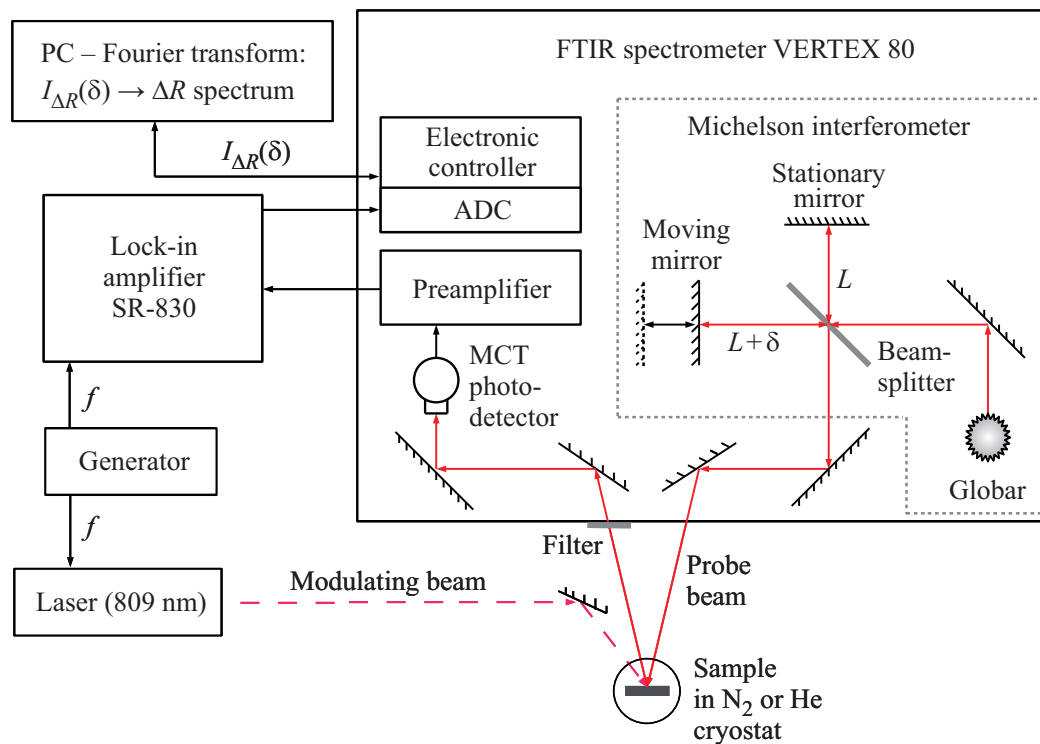 PC – Fourier transform:
I_ΔR(δ) → ΔR spectrum
FTIR spectrometer VERTEX 80
Michelson interferometer
Stationary
mirror
Moving
mirror
L
L + δ
Beam-
splitter
Globar
I_ΔR(δ)
Electronic
controller
ADC
Lock-in
amplifier
SR-830
Preamplifier
MCT
photo-
detector
f
Generator
f
Filter
Laser (809 nm)
Modulating beam
Probe
beam
Sample
in N₂ or He
cryostat